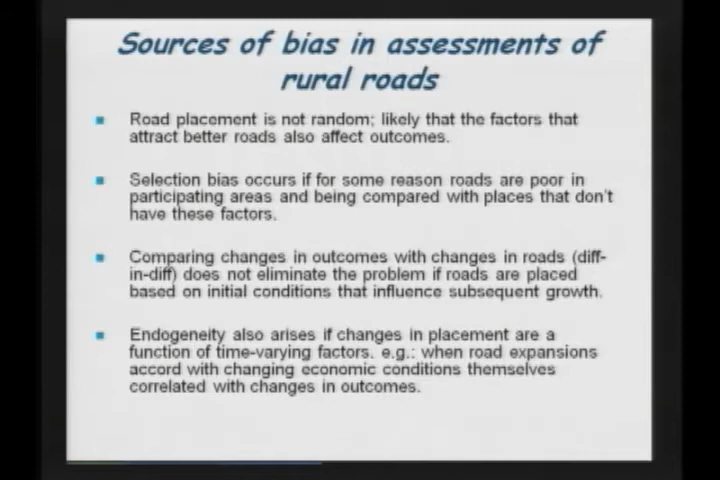 Sources of bias in assessments of
rural roads
Road placement is not random; likely that the factors that
attract better roads also affect outcomes.
Selection bias occurs if for some reason roads are poor in
participating areas and being compared with places that don't
have these factors.
Comparing changes in outcomes with changes in roads (diff-
in-diff) does not eliminate the problem if roads are placed
based on initial conditions that influence subsequent growth.
Endogeneity also arises if changes in placement are a
function of time-varying factors. e.g.: when road expansions
accord with changing economic conditions themselves
correlated with changes in outcomes.